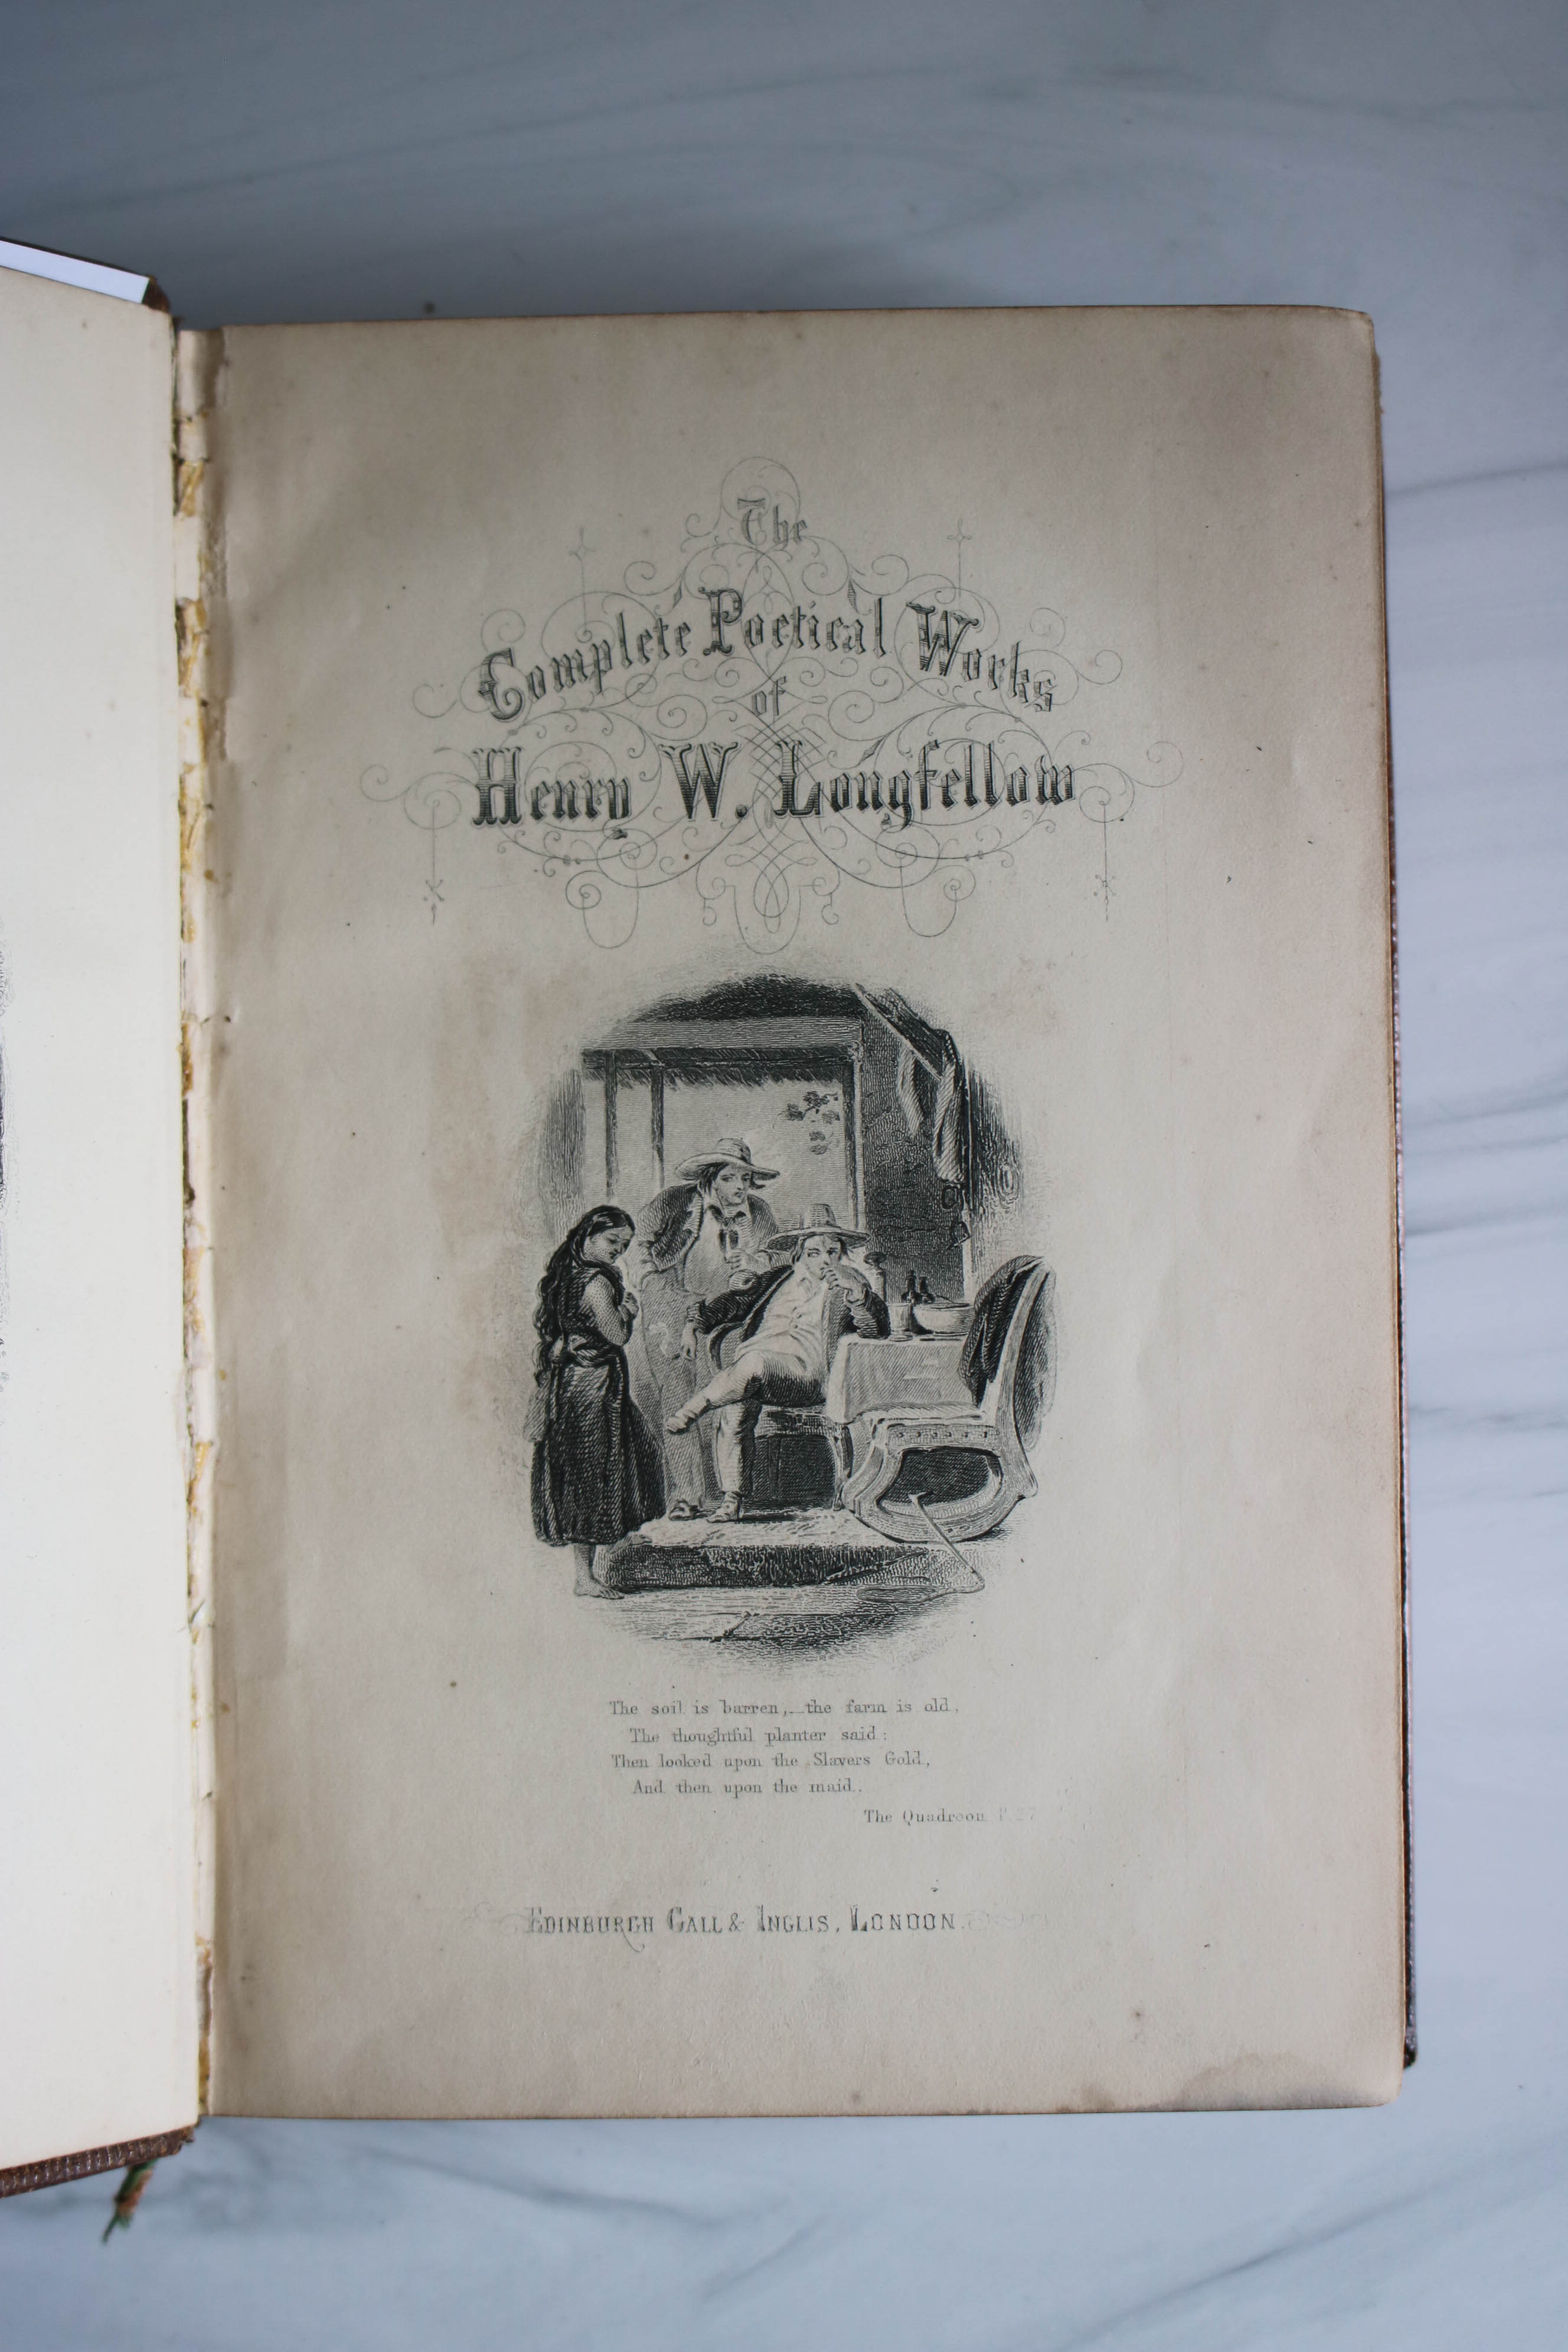 The
Complete Poetical Works
of
Henry W. Longfellow
The soil is barren,—the farm is old,
The thoughtful planter said:
Then looked upon the Slavers Gold,
And then upon the maid.
The Quadroon
EDINBURGH GALL & INGLIS, LONDON.